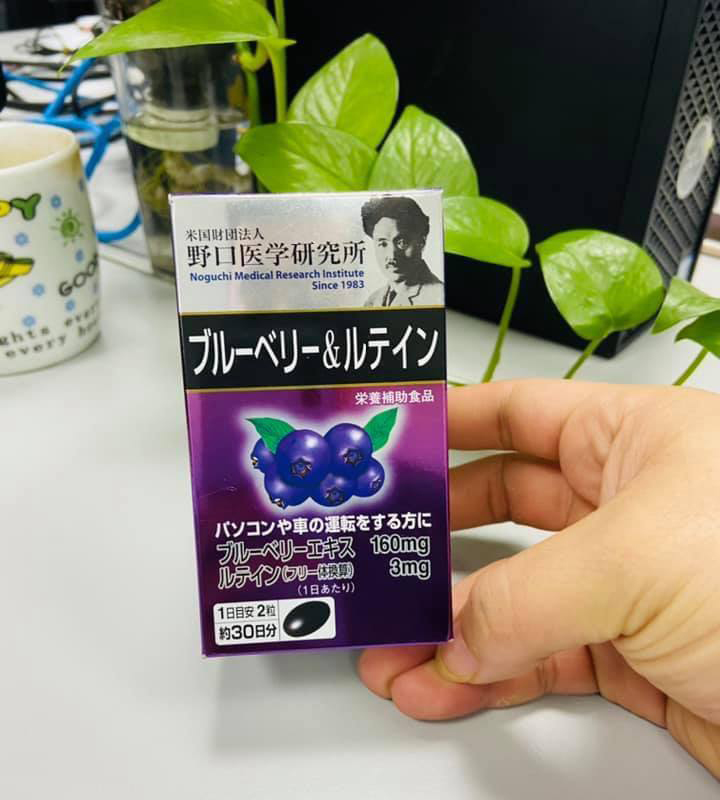 米国財団法人
野口医学研究所
Noguchi Medical Research Institute
Since 1983
ブルーベリー&ルテイン
栄養補助食品
パソコンや車の運転をする方に
ブルーベリーエキス 160mg
ルテイン(フリー体換算) 3mg
(1日あたり)
1日目安 2粒
約30日分
GOO
every
every